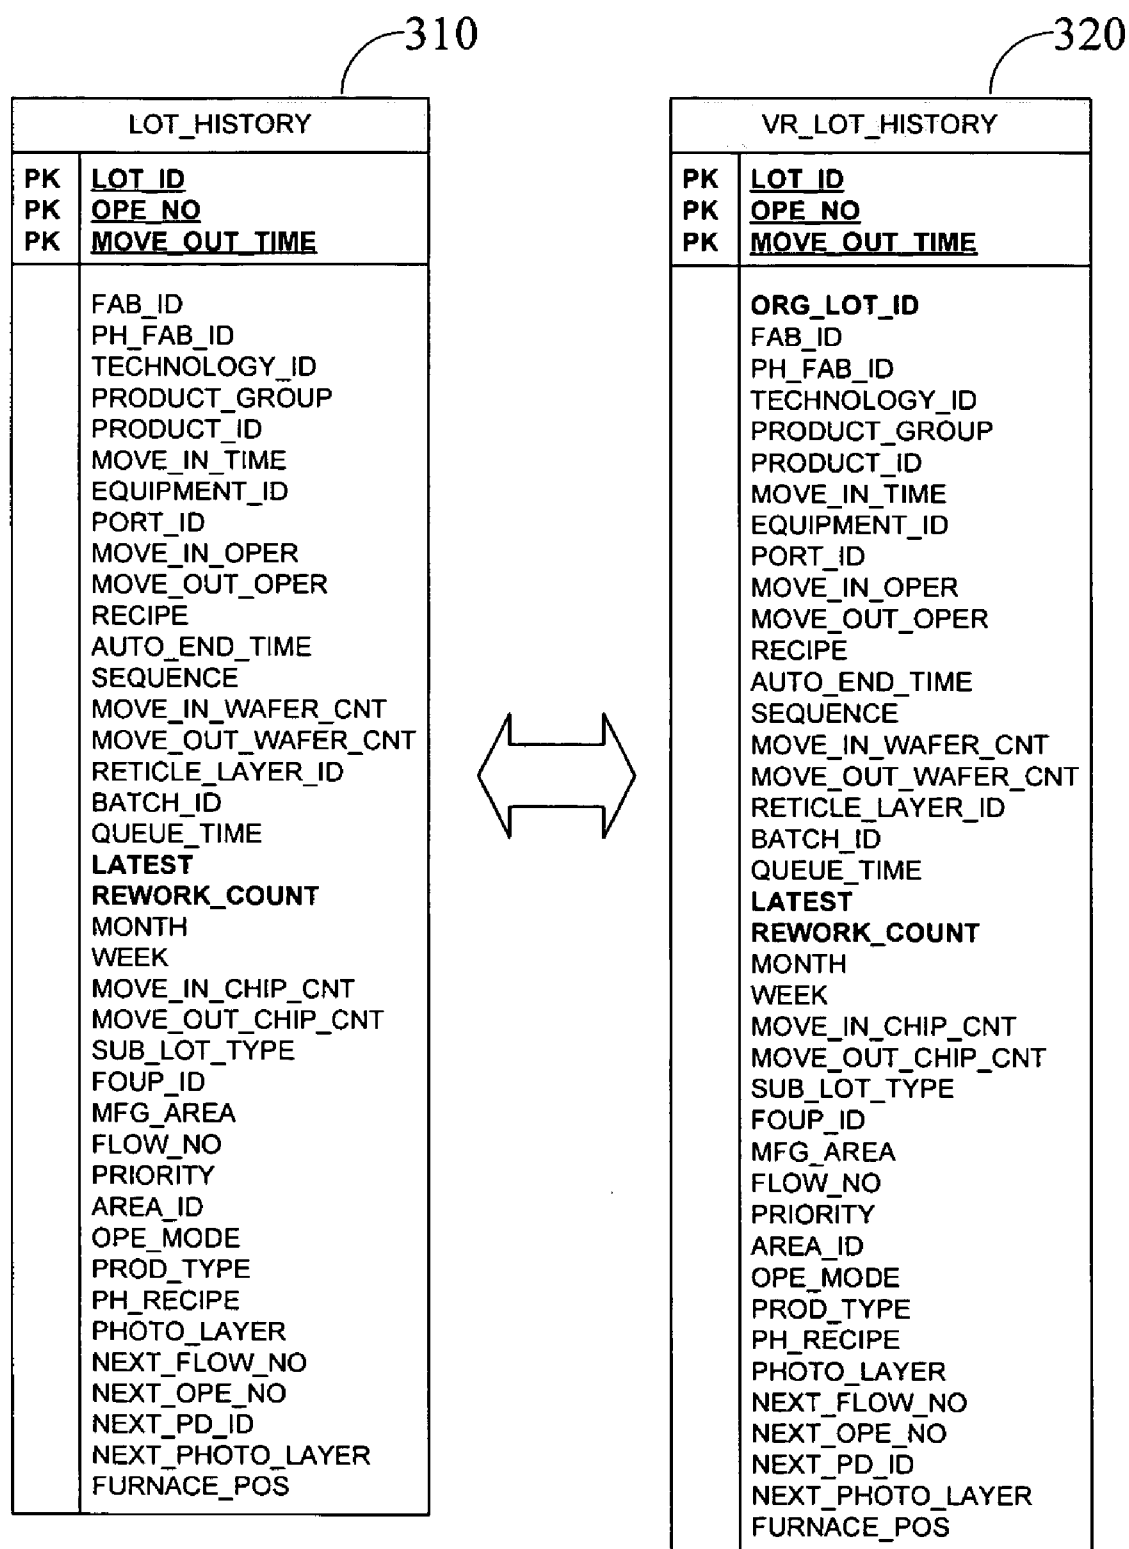 310
LOT_HISTORY
PK LOT_ID
PK OPE_NO
PK MOVE_OUT_TIME
FAB_ID
PH_FAB_ID
TECHNOLOGY_ID
PRODUCT_GROUP
PRODUCT_ID
MOVE_IN_TIME
EQUIPMENT_ID
PORT_ID
MOVE_IN_OPER
MOVE_OUT_OPER
RECIPE
AUTO_END_TIME
SEQUENCE
MOVE_IN_WAFER_CNT
MOVE_OUT_WAFER_CNT
RETICLE_LAYER_ID
BATCH_ID
QUEUE_TIME
LATEST
REWORK_COUNT
MONTH
WEEK
MOVE_IN_CHIP_CNT
MOVE_OUT_CHIP_CNT
SUB_LOT_TYPE
FOUP_ID
MFG_AREA
FLOW_NO
PRIORITY
AREA_ID
OPE_MODE
PROD_TYPE
PH_RECIPE
PHOTO_LAYER
NEXT_FLOW_NO
NEXT_OPE_NO
NEXT_PD_ID
NEXT_PHOTO_LAYER
FURNACE_POS
320
VR_LOT_HISTORY
PK LOT_ID
PK OPE_NO
PK MOVE_OUT_TIME
ORG_LOT_ID
FAB_ID
PH_FAB_ID
TECHNOLOGY_ID
PRODUCT_GROUP
PRODUCT_ID
MOVE_IN_TIME
EQUIPMENT_ID
PORT_ID
MOVE_IN_OPER
MOVE_OUT_OPER
RECIPE
AUTO_END_TIME
SEQUENCE
MOVE_IN_WAFER_CNT
MOVE_OUT_WAFER_CNT
RETICLE_LAYER_ID
BATCH_ID
QUEUE_TIME
LATEST
REWORK_COUNT
MONTH
WEEK
MOVE_IN_CHIP_CNT
MOVE_OUT_CHIP_CNT
SUB_LOT_TYPE
FOUP_ID
MFG_AREA
FLOW_NO
PRIORITY
AREA_ID
OPE_MODE
PROD_TYPE
PH_RECIPE
PHOTO_LAYER
NEXT_FLOW_NO
NEXT_OPE_NO
NEXT_PD_ID
NEXT_PHOTO_LAYER
FURNACE_POS